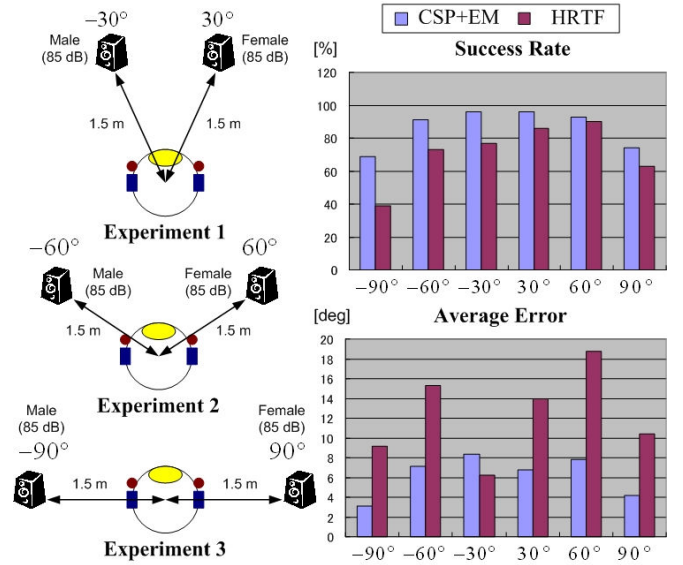 −30°
30°
Male
(85 dB)
Female
(85 dB)
1.5 m
1.5 m
Experiment 1
−60°
60°
Male
(85 dB)
Female
(85 dB)
1.5 m
1.5 m
Experiment 2
Male
(85 dB)
Female
(85 dB)
−90°
90°
1.5 m
1.5 m
Experiment 3
CSP+EM HRTF
[%] Success Rate
120
100
80
60
40
20
0
−90° −60° −30° 30° 60° 90°
[deg] Average Error
20
18
16
14
12
10
8
6
4
2
0
−90° −60° −30° 30° 60° 90°